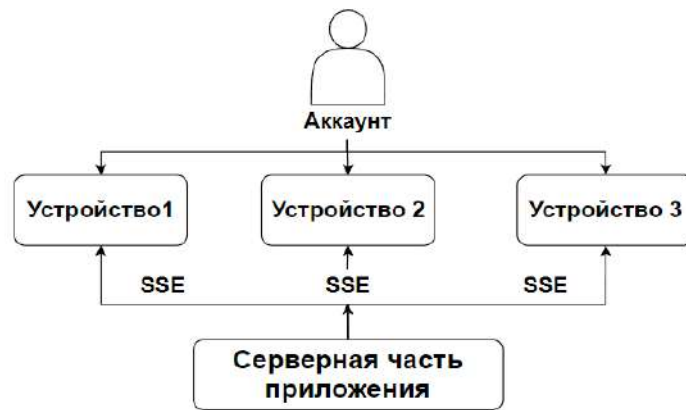 Аккаунт
Устройство1
Устройство 2
Устройство 3
SSE
SSE
SSE
Серверная часть
приложения